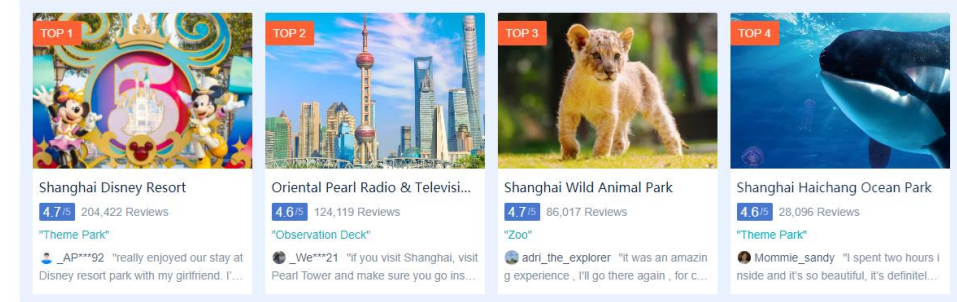 TOP 1
Shanghai Disney Resort
4.7/5 204,422 Reviews
"Theme Park"
_AP***92 "really enjoyed our stay at
Disney resort park with my girlfriend. I'...
TOP 2
Oriental Pearl Radio & Televisi...
4.6/5 124,119 Reviews
"Observation Deck"
_We***21 "if you visit Shanghai, visit
Pearl Tower and make sure you go ins...
TOP 3
Shanghai Wild Animal Park
4.7/5 86,017 Reviews
"Zoo"
adri_the_explorer "it was an amazin
g experience , I'll go there again , for c...
TOP 4
Shanghai Haichang Ocean Park
4.6/5 28,096 Reviews
"Theme Park"
Mommie_sandy "I spent two hours i
nside and it's so beautiful, it's definitel...